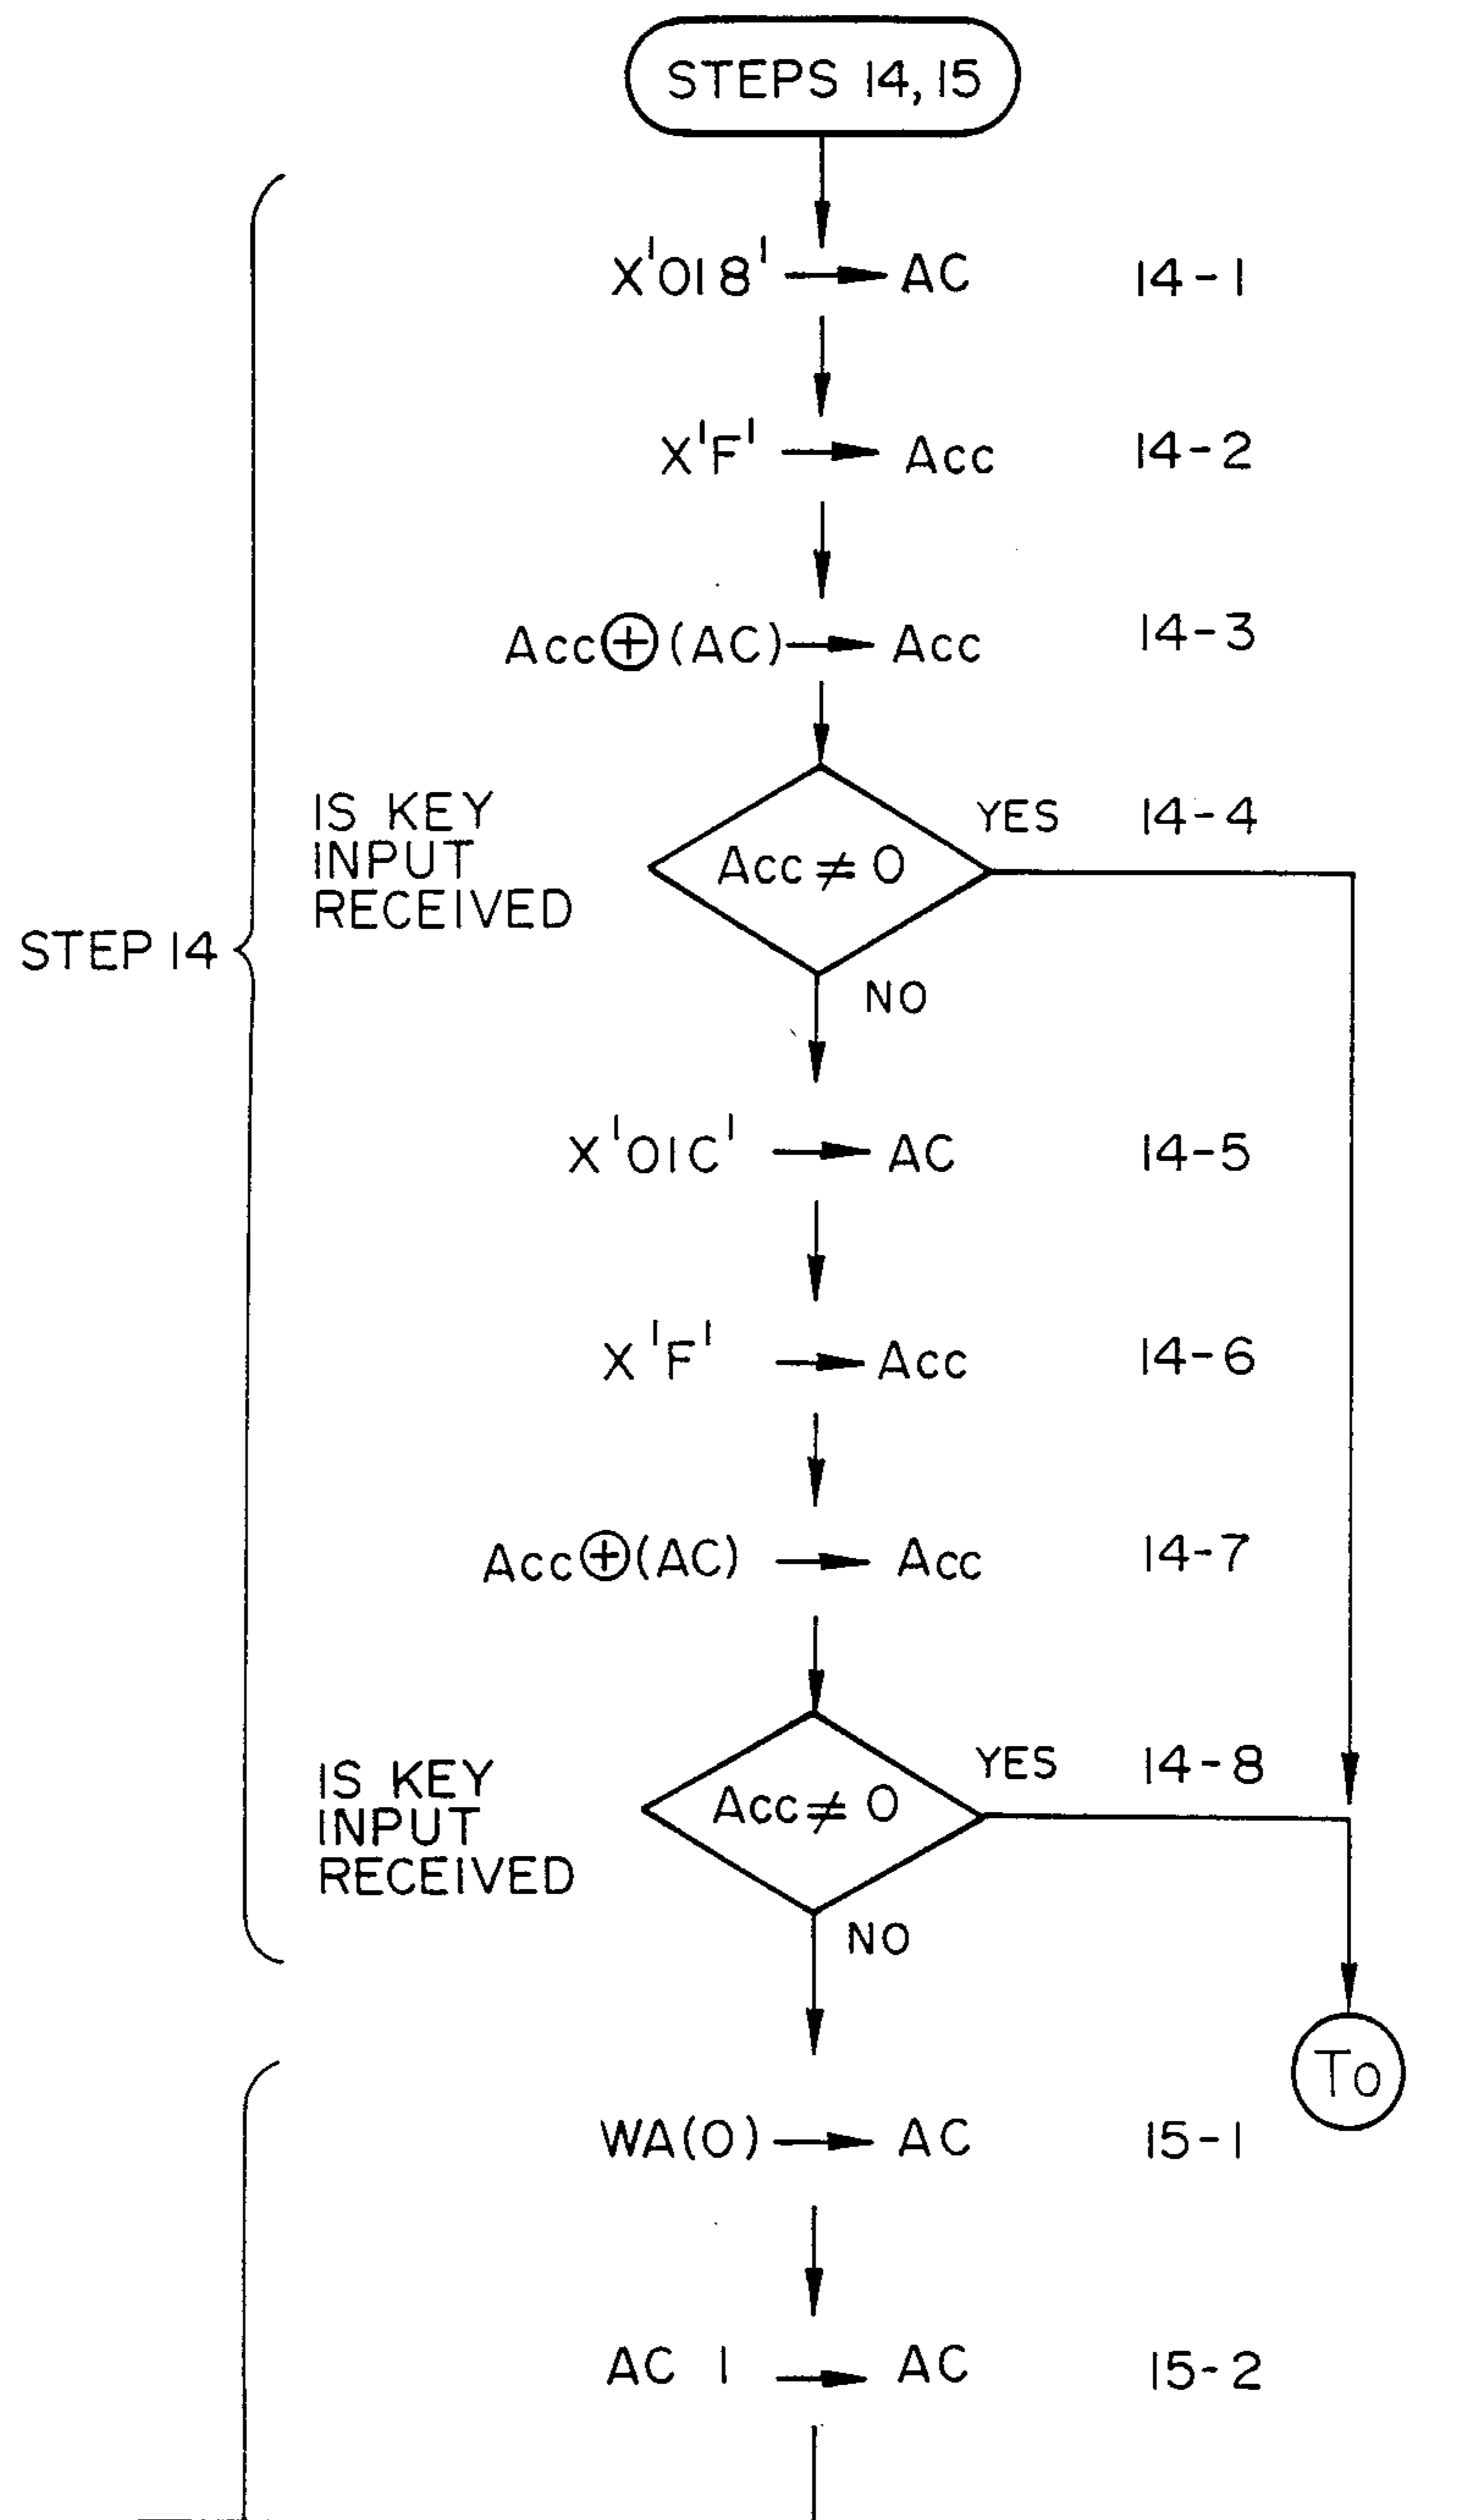 STEPS 14, 15
X'018' → AC 14-1
X'F' → Acc 14-2
Acc⊕(AC) → Acc 14-3
IS KEY
INPUT
RECEIVED
Acc ≠ 0
YES 14-4
NO
STEP 14
X'01C' → AC 14-5
X'F' → Acc 14-6
Acc⊕(AC) → Acc 14-7
IS KEY
INPUT
RECEIVED
Acc ≠ 0
YES 14-8
NO
To
WA(0) → AC 15-1
AC 1 → AC 15-2